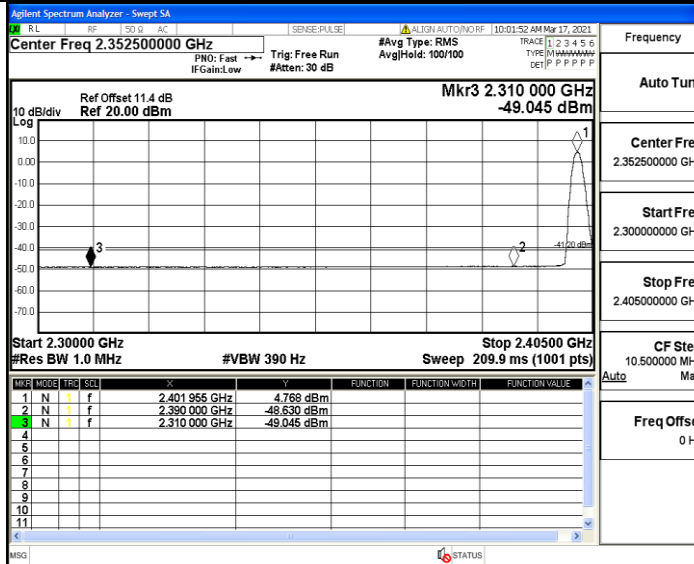 Agilent Spectrum Analyzer - Swept SA
RL RF 50 Ω AC SENSE:PULSE ALIGN AUTO/NO RF 10:01:52 AM Mar 17, 2021
Center Freq 2.352500000 GHz
PNO: Fast
IFGain:Low
Trig: Free Run
#Atten: 30 dB
#Avg Type: RMS
Avg|Hold: 100/100
TRACE 1 2 3 4 5 6
TYPE M
DET P P P P P P
Mkr3 2.310 000 GHz
-49.045 dBm
Ref Offset 11.4 dB
10 dB/div Ref 20.00 dBm
Log
10.0
0.00
-10.0
-20.0
-30.0
-40.0
-50.0
-60.0
-70.0
1
2
3
-41.20 dBm
Start 2.30000 GHz Stop 2.40500 GHz
#Res BW 1.0 MHz #VBW 390 Hz Sweep 209.9 ms (1001 pts)
MKR MODE TRC SCL X Y FUNCTION FUNCTION WIDTH FUNCTION VALUE
1 N 1 f 2.401 955 GHz 4.768 dBm
2 N 1 f 2.390 000 GHz -48.630 dBm
3 N 1 f 2.310 000 GHz -49.045 dBm
4
5
6
7
8
9
10
11
MSG STATUS
Frequency
Auto Tun
Center Fre
2.352500000 GH
Start Fre
2.300000000 GH
Stop Fre
2.405000000 GH
CF Ste
10.500000 MH
Auto Ma
Freq Offse
0 H